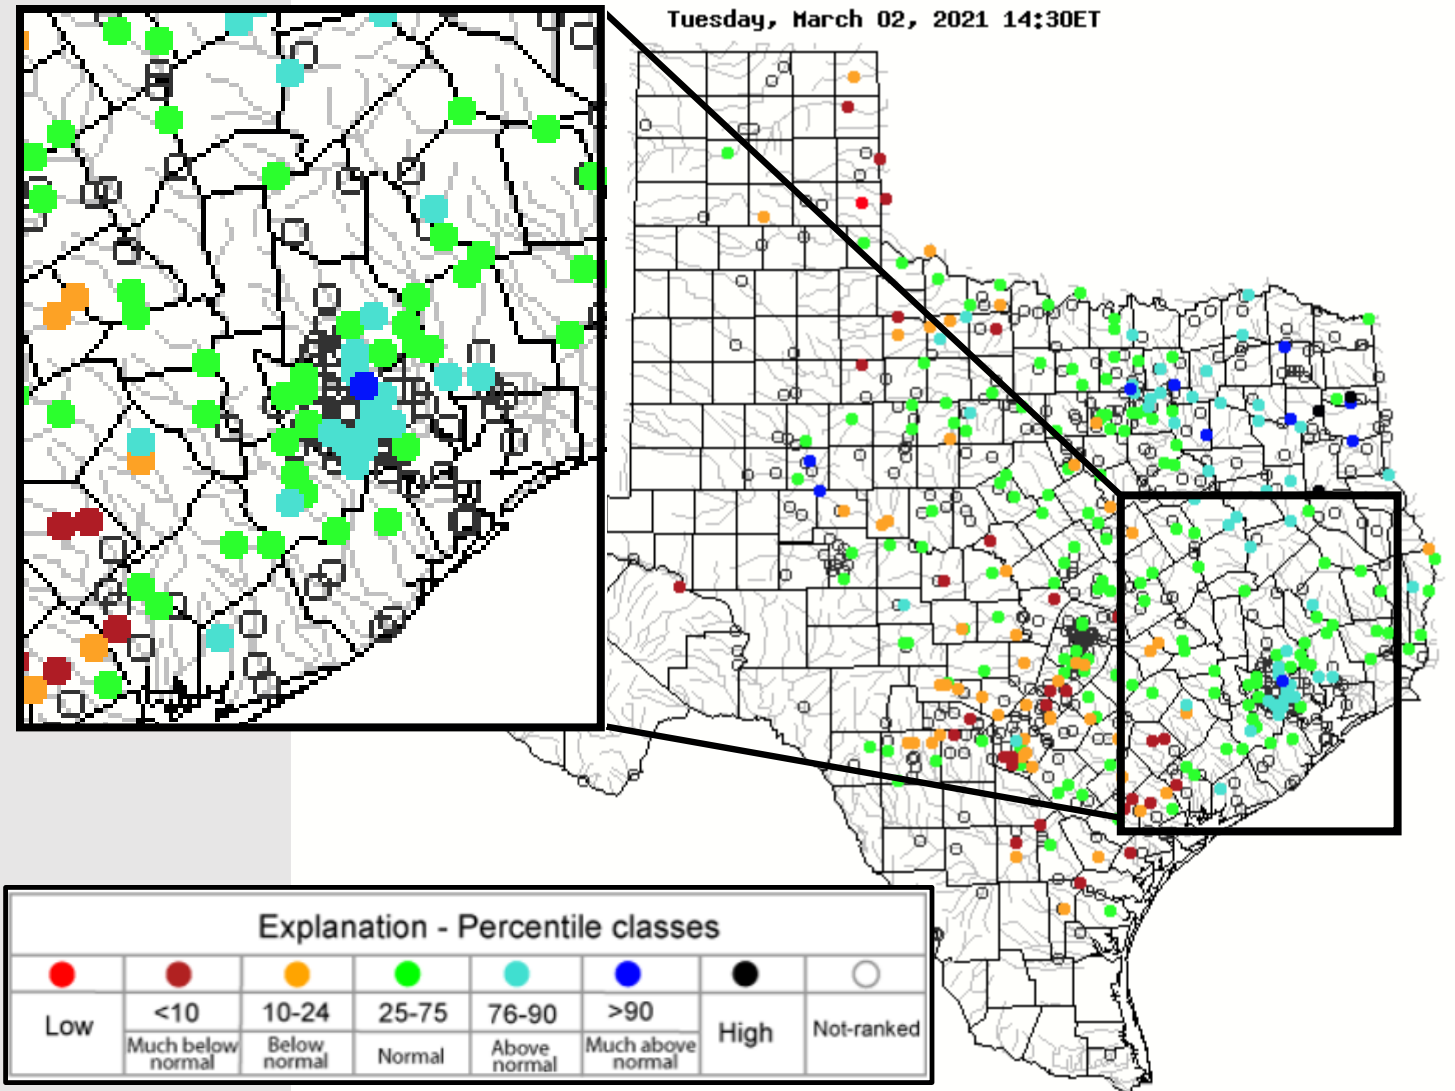 Tuesday, March 02, 2021 14:30ET
Explanation - Percentile classes
Low
<10
Much below
normal
10-24
Below
normal
25-75
Normal
76-90
Above
normal
>90
Much above
normal
High
Not-ranked